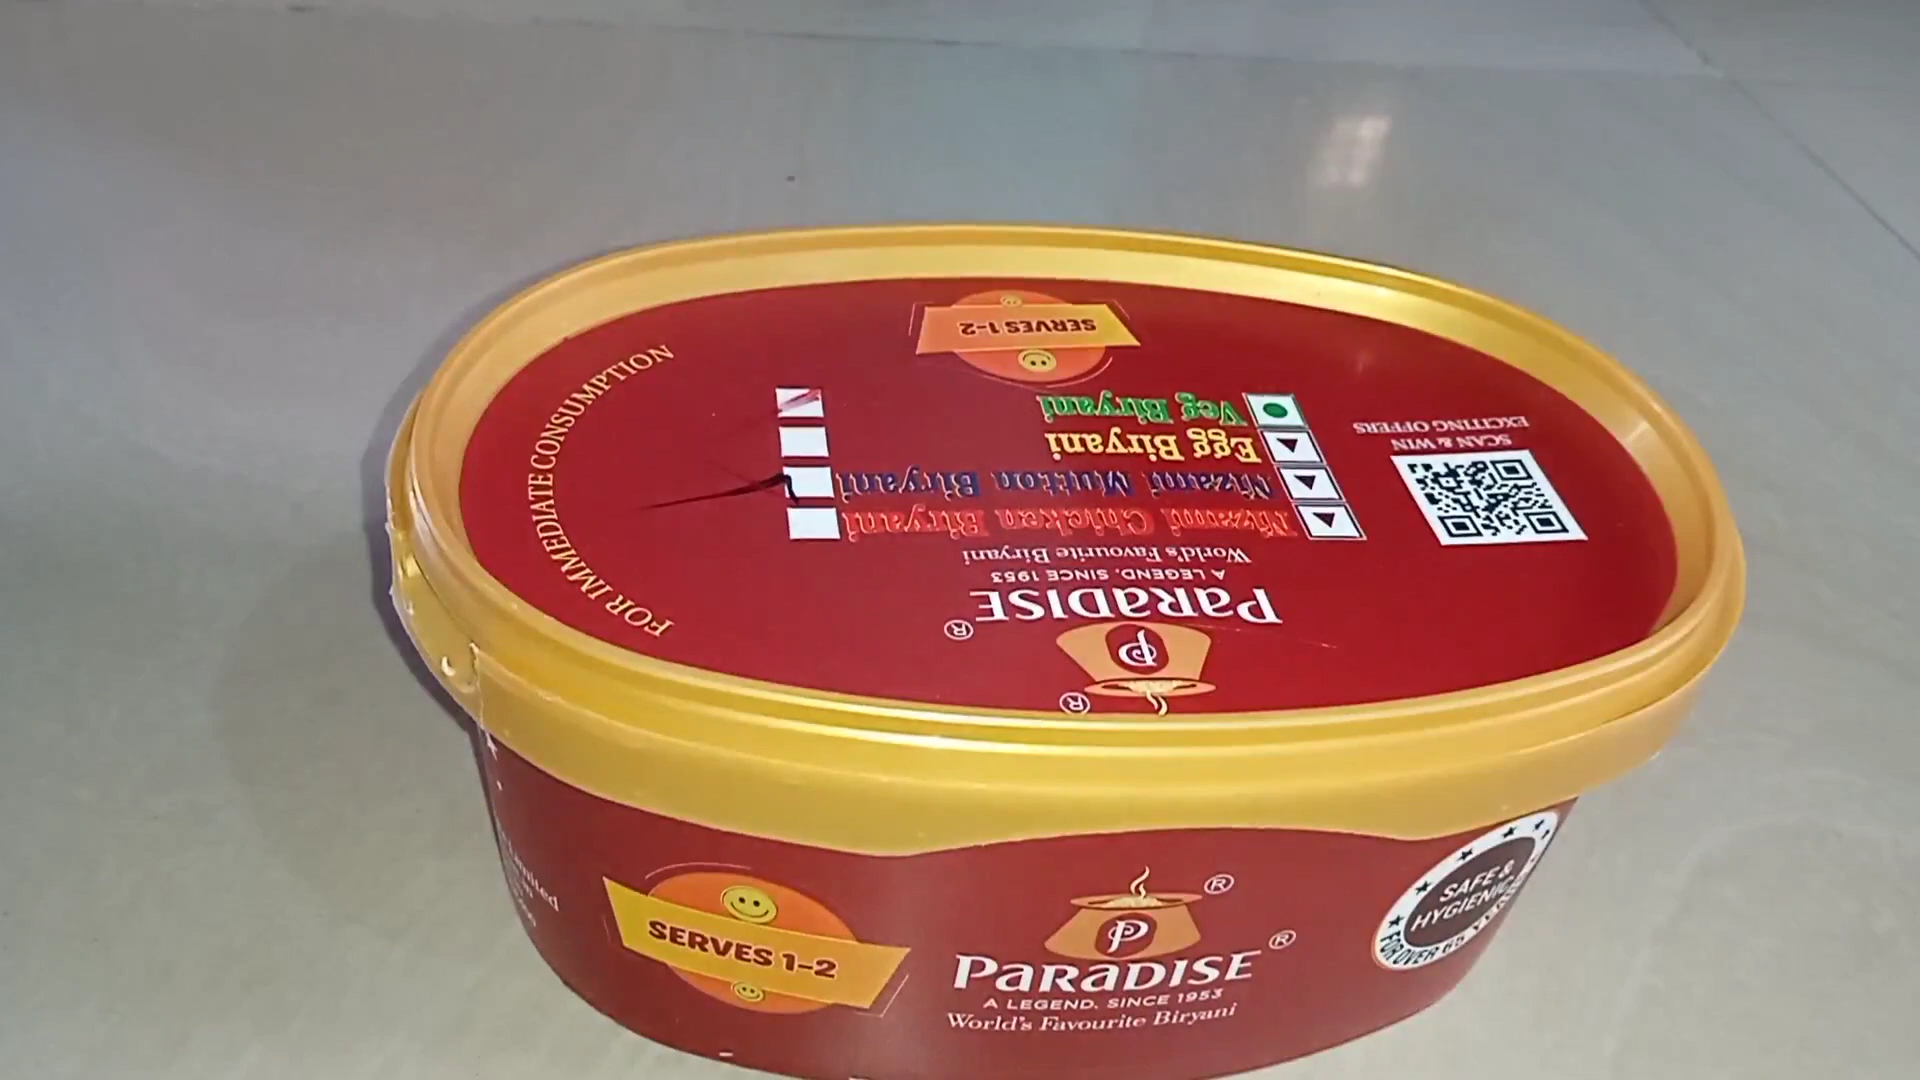 PARADISE
A LEGEND. SINCE 1953
World's Favourite Biryani
Nizami Chicken Biryani
Nizami Mutton Biryani
Egg Biryani
Veg Biryani
SERVES 1-2
SCAN & WIN
EXCITING OFFERS
FOR IMMEDIATE CONSUMPTION
P
®
®
SERVES 1-2
P
®
PARADISE ®
A LEGEND. SINCE 1953
World's Favourite Biryani
SAFE &
HYGIENIC
FOR OVER